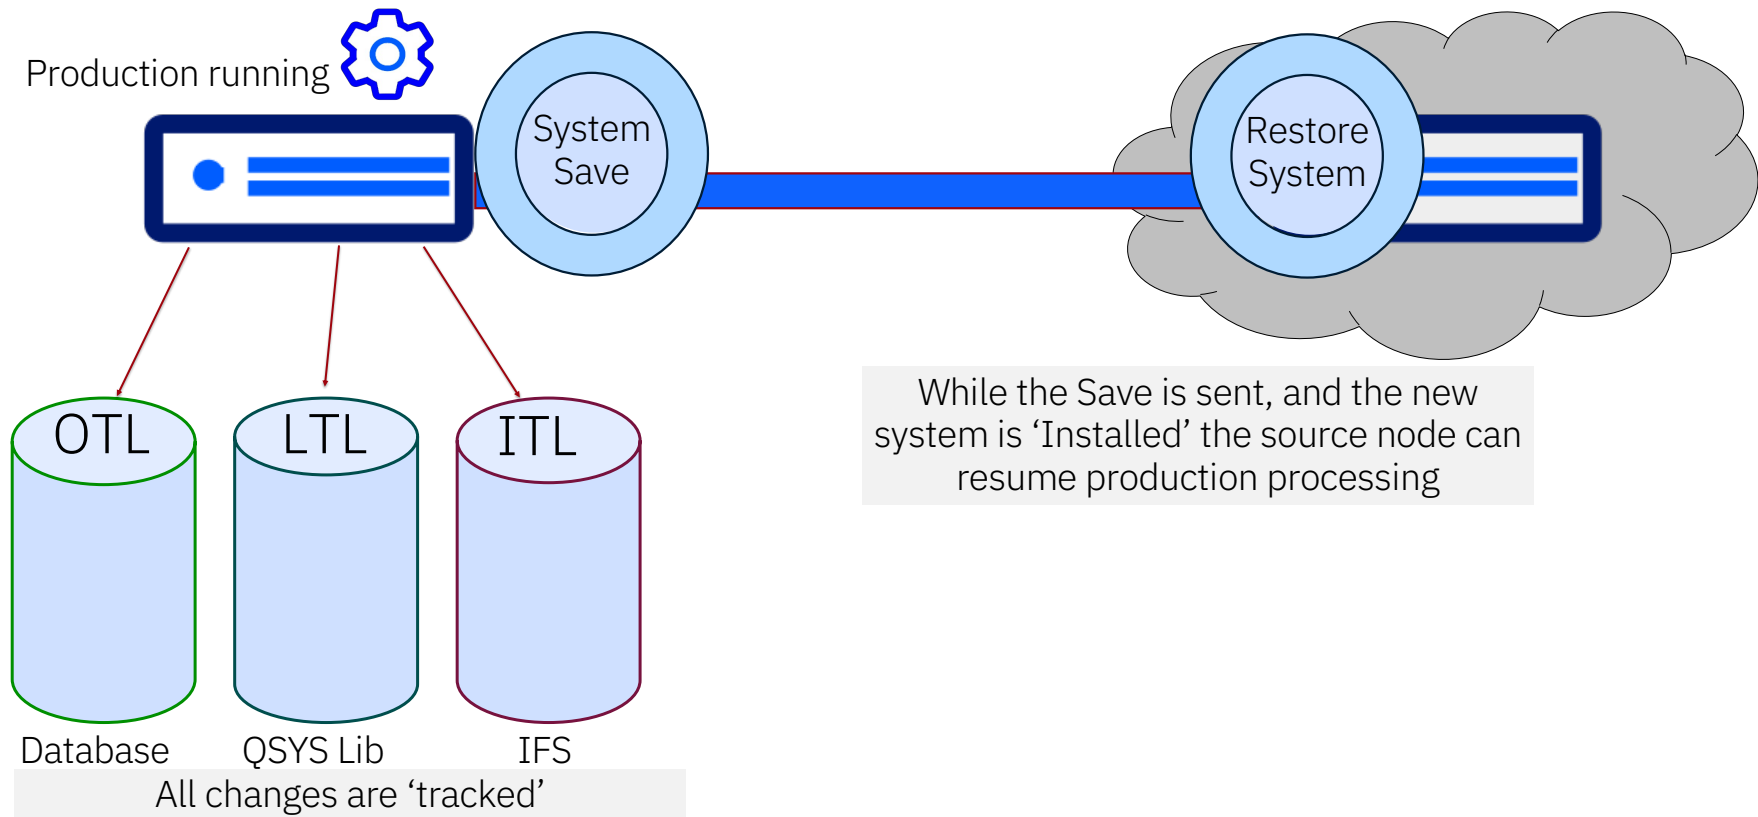 Production running
System
Save
Restore
System
While the Save is sent, and the new
system is ‘Installed’ the source node can
resume production processing
OTL
LTL
ITL
Database
QSYS Lib
IFS
All changes are ‘tracked’